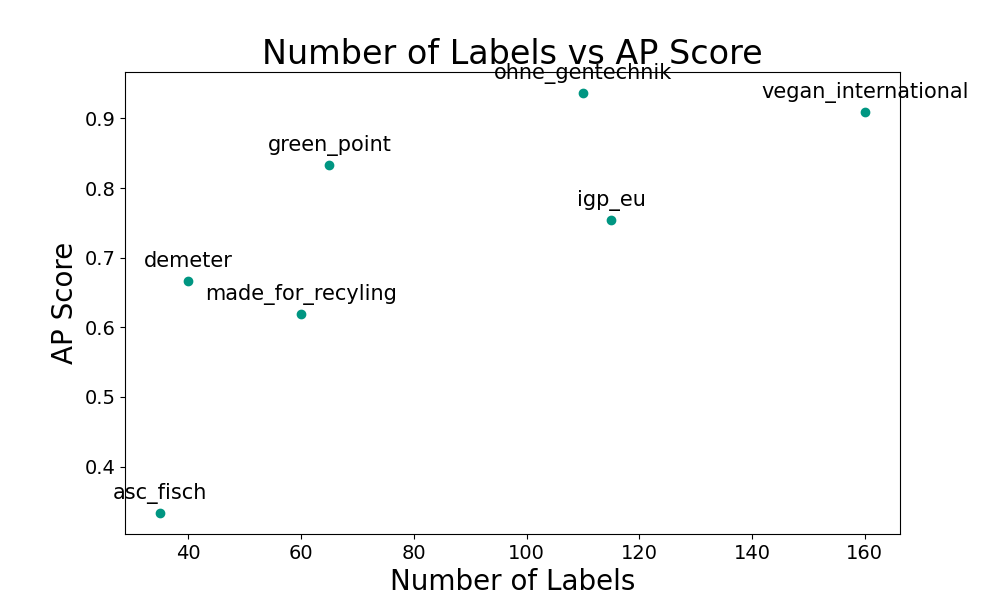 Number of Labels vs AP Score
ohne_gentechnik
vegan_international
0.9
green_point
0.8
igp_eu
0.7
demeter
made_for_recyling
0.6
AP Score
0.5
0.4
asc_fisch
40 60 80 100 120 140 160
Number of Labels